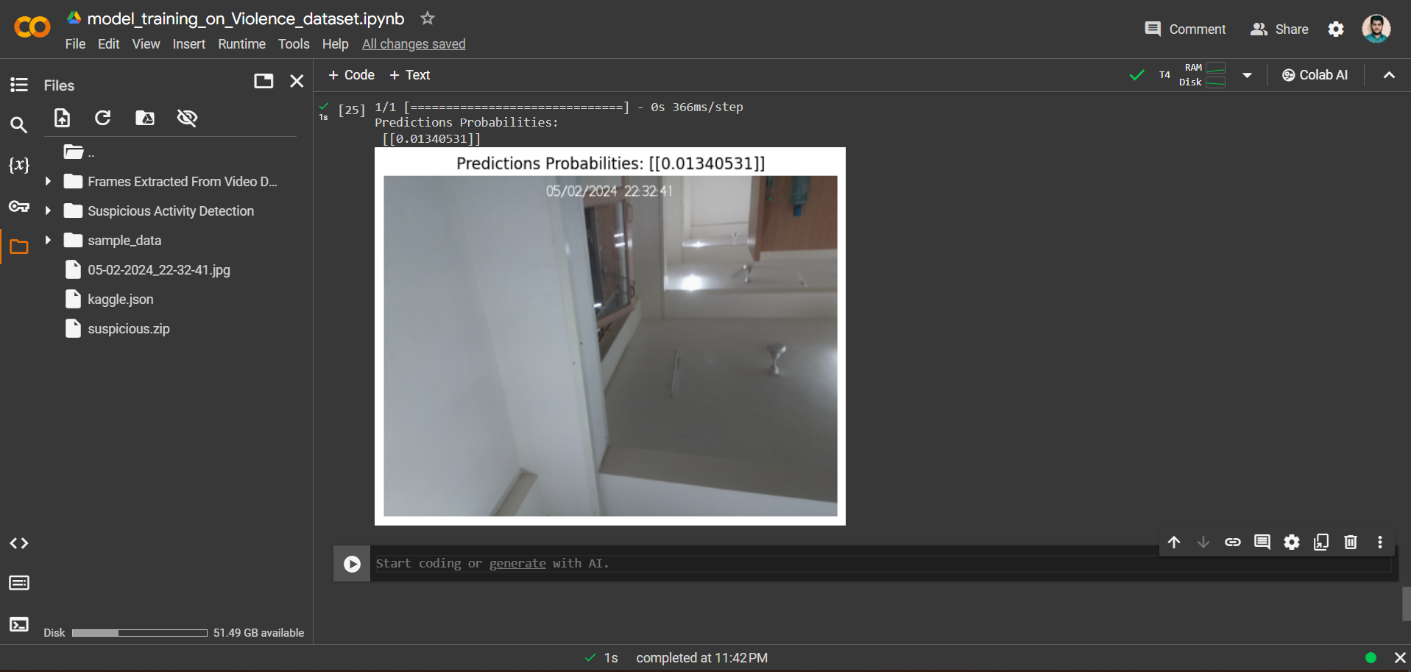 model_training_on_Violence_dataset.ipynb
File Edit View Insert Runtime Tools Help All changes saved
Comment Share
Files
+ Code + Text
T4 RAM Disk
Colab AI
..
Frames Extracted From Video D...
Suspicious Activity Detection
sample_data
05-02-2024_22-32-41.jpg
kaggle.json
suspicious.zip
{x}
1s
[25] 1/1 [==============================] - 0s 366ms/step
Predictions Probabilities:
[[0.01340531]]
Predictions Probabilities: [[0.01340531]]
05/02/2024 22:32:41
Start coding or generate with AI.
Disk 51.49 GB available
1s completed at 11:42 PM